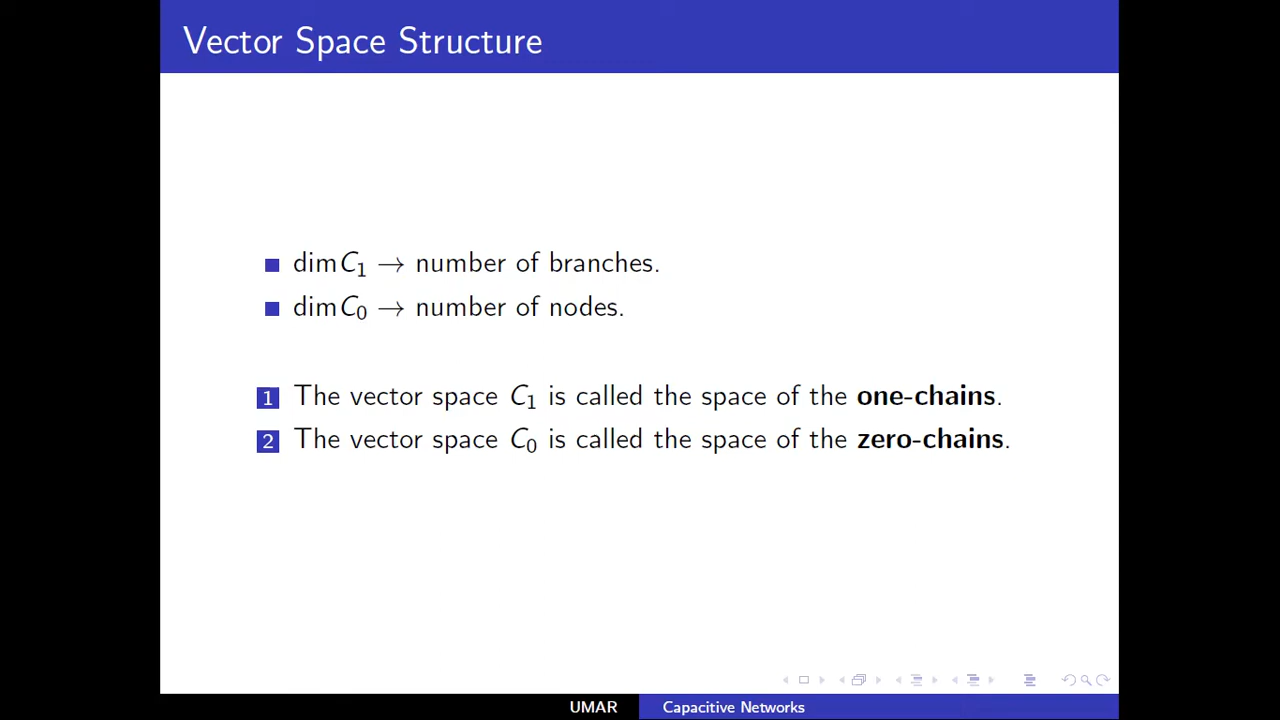 Vector Space Structure
dim C₁ → number of branches.
dim C₀ → number of nodes.
1 The vector space C₁ is called the space of the one-chains.
2 The vector space C₀ is called the space of the zero-chains.
UMAR
Capacitive Networks